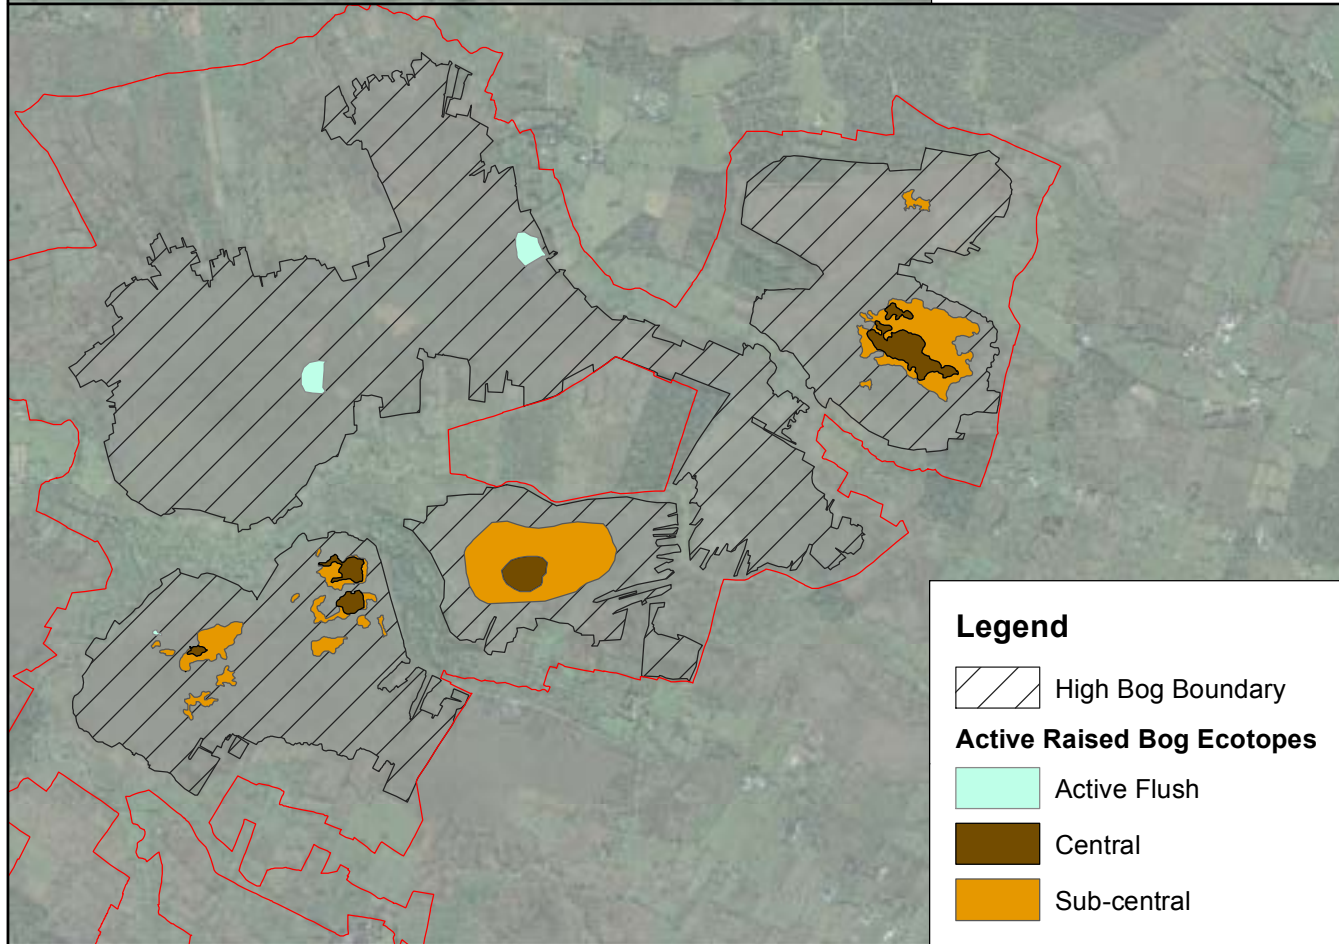 Legend
High Bog Boundary
Active Raised Bog Ecotopes
Active Flush
Central
Sub-central